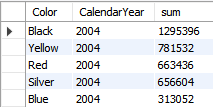 Color CalendarYear sum
Black 2004 1295396
Yellow 2004 781532
Red 2004 663436
Silver 2004 656604
Blue 2004 313052